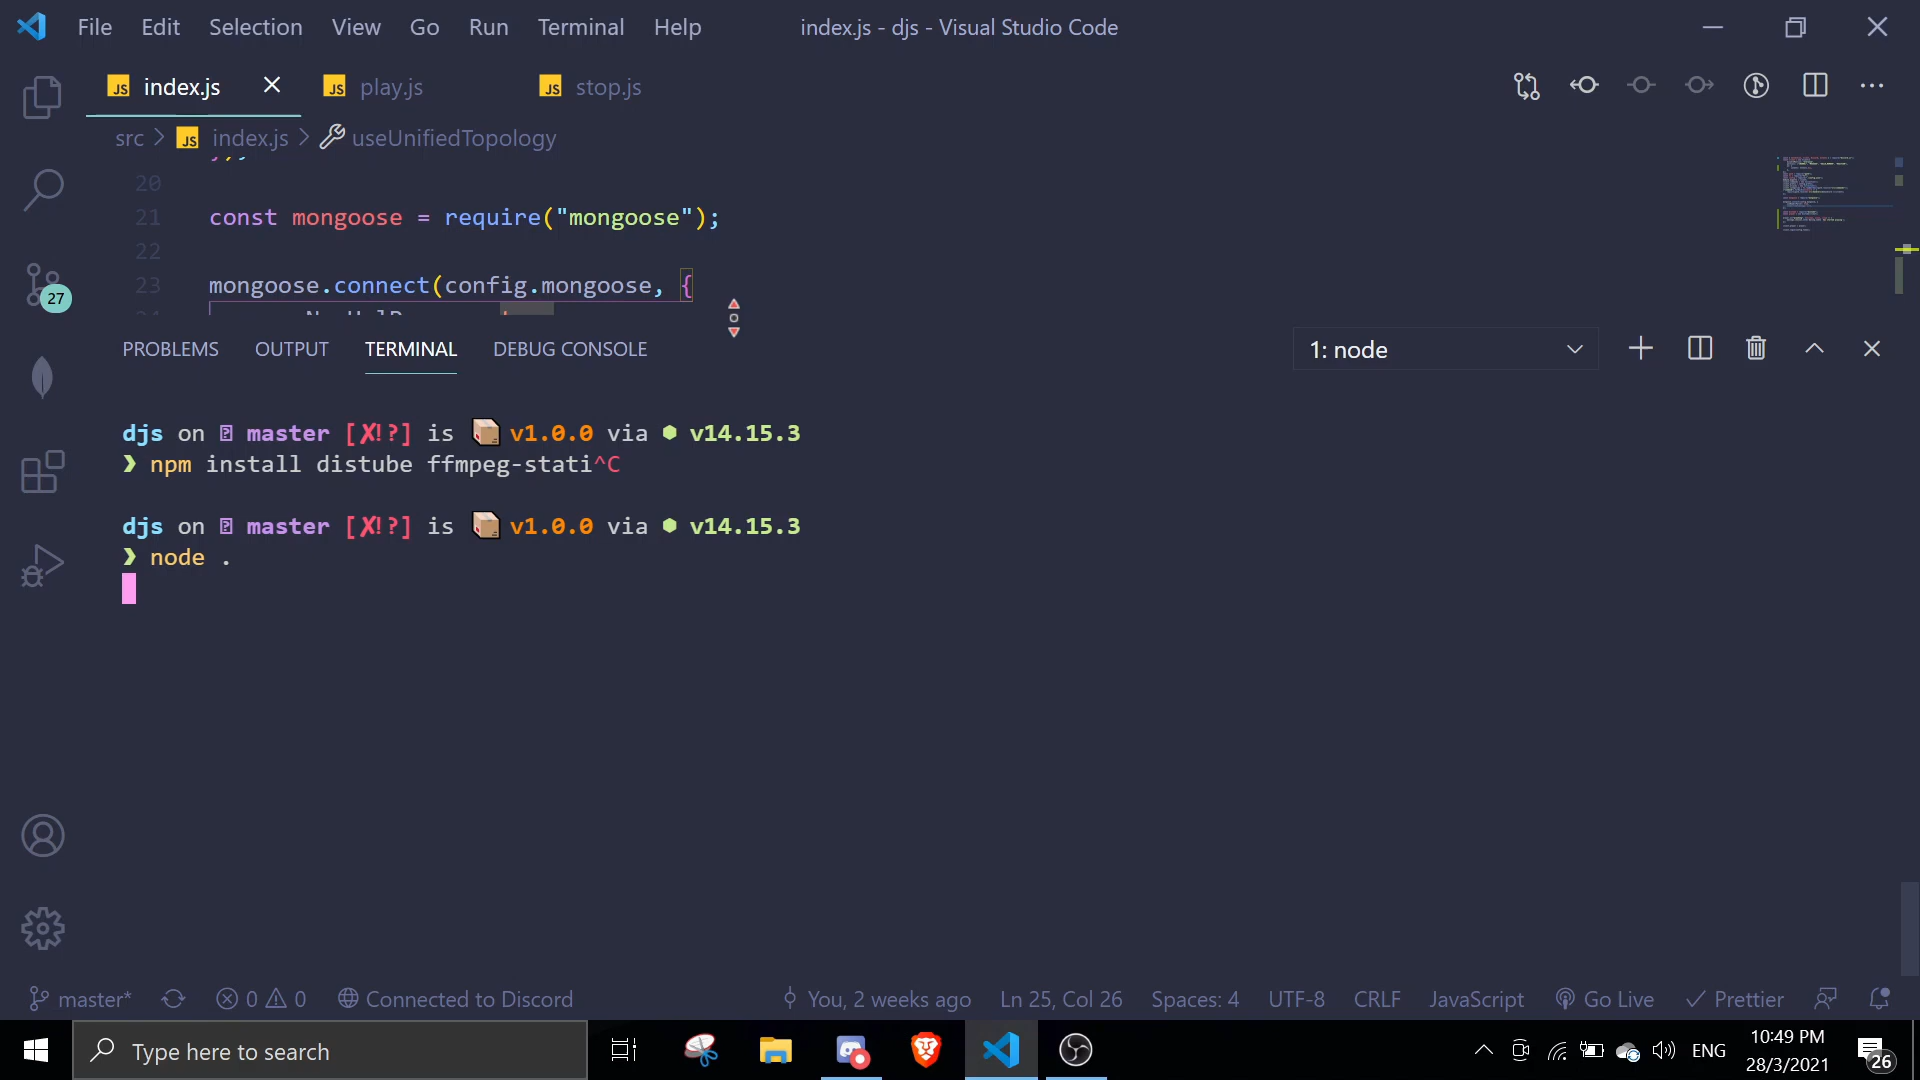 File Edit Selection View Go Run Terminal Help index.js - djs - Visual Studio Code
JS index.js JS play.js JS stop.js
src > JS index.js > useUnifiedTopology
20
21 const mongoose = require("mongoose");
22
23 mongoose.connect(config.mongoose, {
27
PROBLEMS OUTPUT TERMINAL DEBUG CONSOLE 1: node
djs on master [✗!?] is v1.0.0 via ⬢ v14.15.3
❯ npm install distube ffmpeg-stati^C
djs on master [✗!?] is v1.0.0 via ⬢ v14.15.3
❯ node .
master* 0 0 Connected to Discord You, 2 weeks ago Ln 25, Col 26 Spaces: 4 UTF-8 CRLF JavaScript Go Live Prettier
Type here to search ENG 10:49 PM
28/3/2021 26